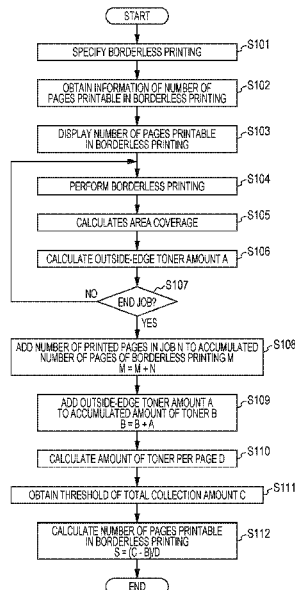 START
SPECIFY BORDERLESS PRINTING
S101
OBTAIN INFORMATION OF NUMBER OF
PAGES PRINTABLE IN BORDERLESS PRINTING
S102
DISPLAY NUMBER OF PAGES PRINTABLE
IN BORDERLESS PRINTING
S103
PERFORM BORDERLESS PRINTING
S104
CALCULATES AREA COVERAGE
S105
CALCULATE OUTSIDE-EDGE TONER AMOUNT A
S106
END JOB?
S107
NO
YES
ADD NUMBER OF PRINTED PAGES IN JOB N TO ACCUMULATED
NUMBER OF PAGES OF BORDERLESS PRINTING M
M = M + N
S108
ADD OUTSIDE-EDGE TONER AMOUNT A
TO ACCUMULATED AMOUNT OF TONER B
B = B + A
S109
CALCULATE AMOUNT OF TONER PER PAGE D
S110
OBTAIN THRESHOLD OF TOTAL COLLECTION AMOUNT C
S111
CALCULATE NUMBER OF PAGES PRINTABLE
IN BORDERLESS PRINTING
S = (C - B)/D
S112
END